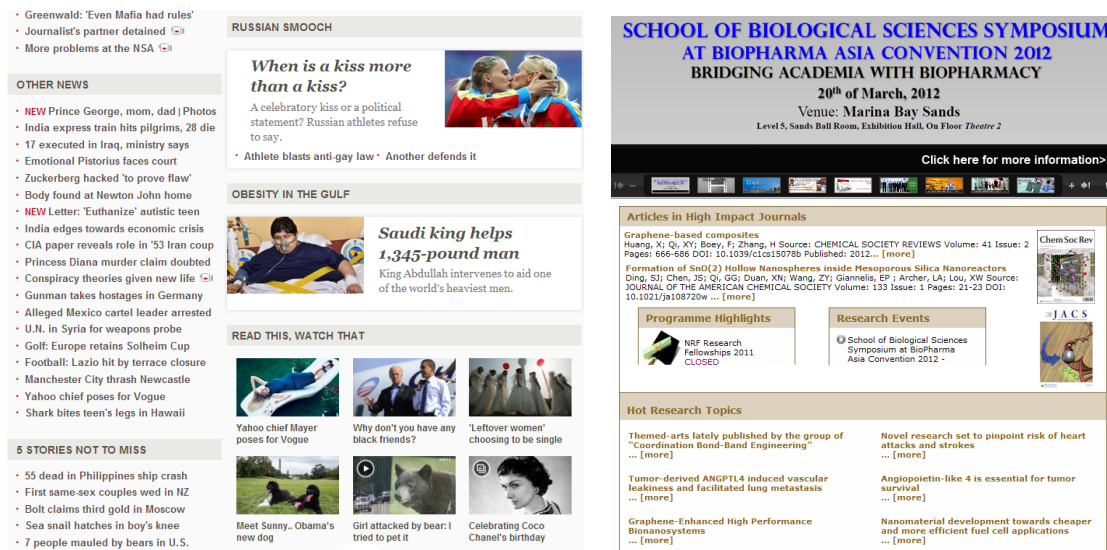 Greenwald: 'Even Mafia had rules'
Journalist's partner detained
More problems at the NSA
OTHER NEWS
NEW Prince George, mom, dad | Photos
India express train hits pilgrims, 28 die
17 executed in Iraq, ministry says
Emotional Pistorius faces court
Zuckerberg hacked 'to prove flaw'
Body found at Newton John home
NEW Letter: 'Euthanize' autistic teen
India edges towards economic crisis
CIA paper reveals role in '53 Iran coup
Princess Diana murder claim doubted
Conspiracy theories given new life
Gunman takes hostages in Germany
Alleged Mexico cartel leader arrested
U.N. in Syria for weapons probe
Golf: Europe retains Solheim Cup
Football: Lazio hit by terrace closure
Manchester City thrash Newcastle
Yahoo chief poses for Vogue
Shark bites teen's legs in Hawaii
5 STORIES NOT TO MISS
55 dead in Philippines ship crash
First same-sex couples wed in NZ
Bolt claims third gold in Moscow
Sea snail hatches in boy's knee
7 people mauled by bears in U.S.
RUSSIAN SMOOCH
When is a kiss more
than a kiss?
A celebratory kiss or a political
statement? Russian athletes refuse
to say.
Athlete blasts anti-gay law
Another defends it
OBESITY IN THE GULF
Saudi king helps
1,345-pound man
King Abdullah intervenes to aid one
of the world's heaviest men.
READ THIS, WATCH THAT
Yahoo chief Mayer
poses for Vogue
Why don't you have any
black friends?
'Leftover women'
choosing to be single
Meet Sunny.. Obama's
new dog
Girl attacked by bear: I
tried to pet it
Celebrating Coco
Chanel's birthday
SCHOOL OF BIOLOGICAL SCIENCES SYMPOSIUM
AT BIOPHARMA ASIA CONVENTION 2012
BRIDGING ACADEMIA WITH BIOPHARMACY
20th of March, 2012
Venue: Marina Bay Sands
Level 5, Sands Ball Room, Exhibition Hall, On Floor Theatre 2
Click here for more information>
Articles in High Impact Journals
Graphene-based composites
Huang, X; Qi, XY; Boey, F; Zhang, H Source: CHEMICAL SOCIETY REVIEWS Volume: 41 Issue: 2
Pages: 666-686 DOI: 10.1039/c1cs15078b Published: 2012... [more]
Formation of SnO(2) Hollow Nanospheres inside Mesoporous Silica Nanoreactors
Ding, SJ; Chen, JS; Qi, GG; Duan, XN; Wang, ZY; Giannelis, EP ; Archer, LA; Lou, XW Source:
JOURNAL OF THE AMERICAN CHEMICAL SOCIETY Volume: 133 Issue: 1 Pages: 21-23 DOI:
10.1021/ja108720w ... [more]
Chem Soc Rev
JACS
Programme Highlights
NRF Research
Fellowships 2011
CLOSED
Research Events
School of Biological Sciences
Symposium at BioPharma
Asia Convention 2012 -
Hot Research Topics
Themed-arts lately published by the group of
"Coordination Bond-Band Engineering"
... [more]
Novel research set to pinpoint risk of heart
attacks and strokes
... [more]
Tumor-derived ANGPTL4 induced vascular
leakiness and facilitated lung metastasis
... [more]
Angiopoietin-like 4 is essential for tumor
survival
... [more]
Graphene-Enhanced High Performance
Bionanosystems
... [more]
Nanomaterial development towards cheaper
and more efficient fuel cell applications
... [more]